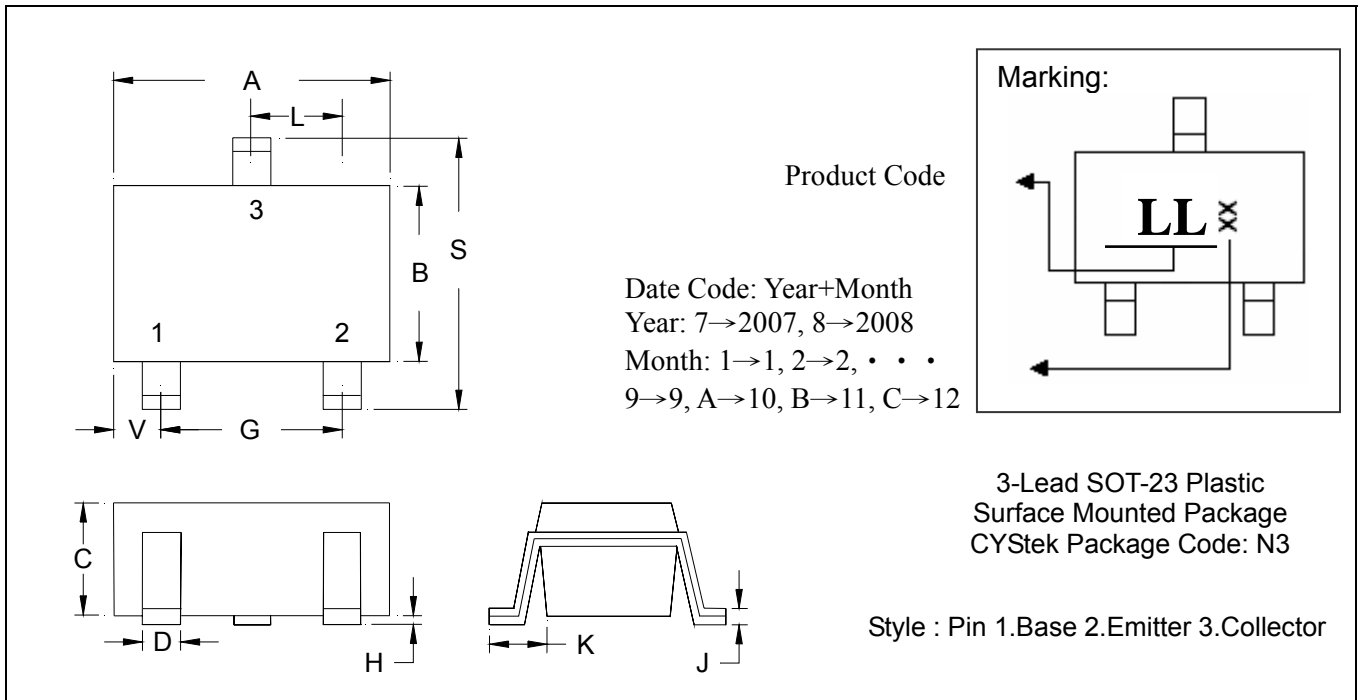 A
L
3
S
B
1
2
V
G
C
D
H
K
J
Product Code
Date Code: Year+Month
Year: 7→2007, 8→2008
Month: 1→1, 2→2, ・ ・ ・
9→9, A→10, B→11, C→12
Marking:
LL XX
3-Lead SOT-23 Plastic
Surface Mounted Package
CYStek Package Code: N3
Style : Pin 1.Base 2.Emitter 3.Collector